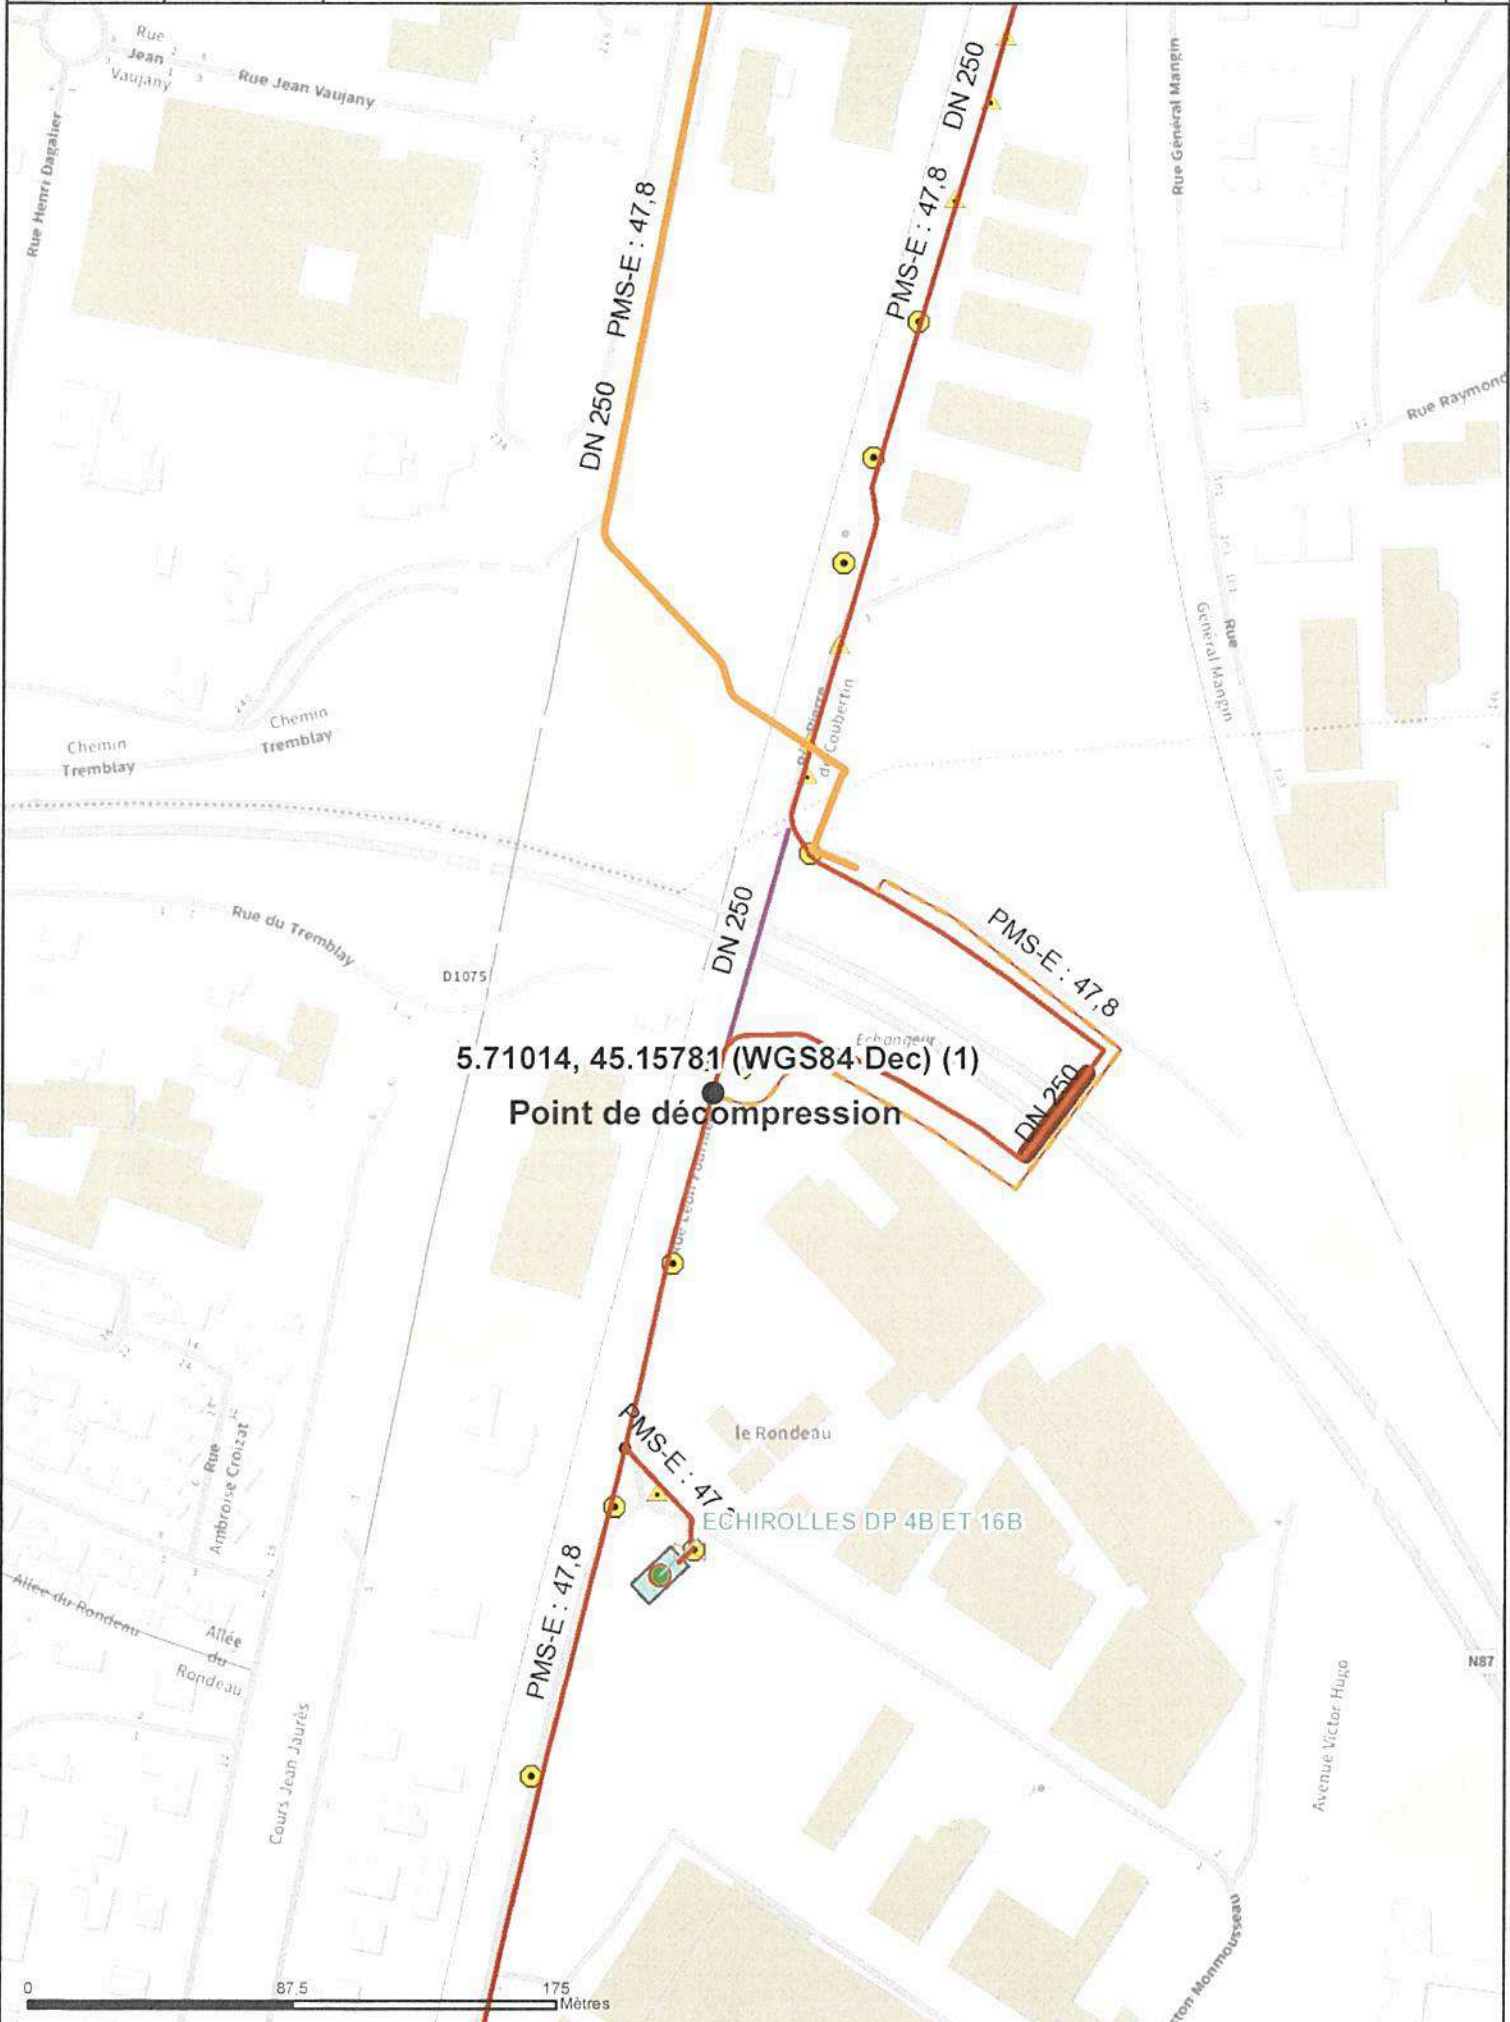 Rue
Jean
Vaujany
Rue Jean Vaujany
Rue Henri Dagalier
DN 250
PMS-E : 47,8
Rue Général Mangin
PMS-E : 47,8
DN 250
Rue Raymond
Rue
Général Mangin
Chemin
Tremblay
Chemin
Tremblay
de Coubertin
Rue du Tremblay
DN 250
D1075
PMS-E : 47,8
Echangeur
5.71014, 45.15781 (WGS84 Dec) (1)
DN 250
Point de décompression
le Rondeau
PMS-E : 47
ECHIROLLES DP 4B ET 16B
Rue
Ambroise Croizat
PMS-E : 47,8
Allée du Rondeau
Allée
du
Rondeau
N87
Cours Jean Jaurès
Avenue Victor Hugo
ton Monmousseau
0 87,5 175
Mètres